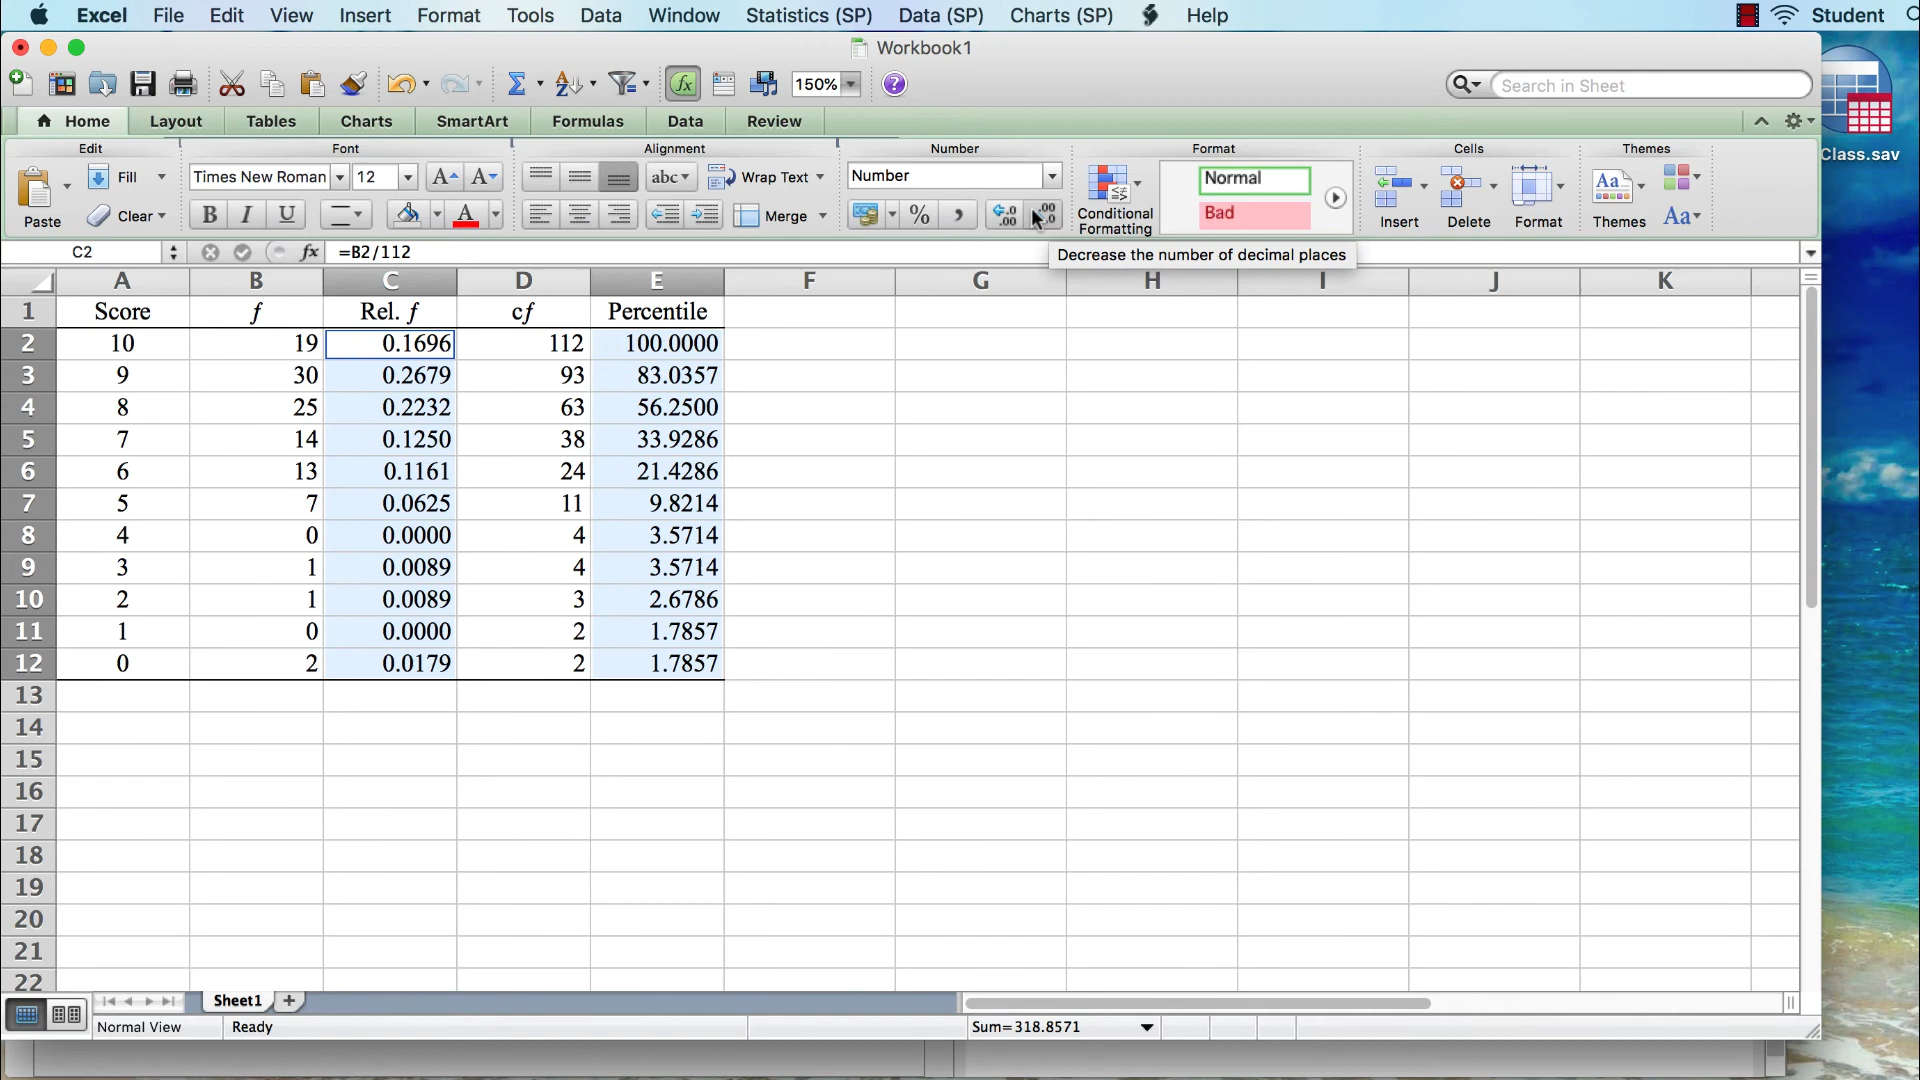 Excel File Edit View Insert Format Tools Data Window Statistics (SP) Data (SP) Charts (SP) Help Student
Workbook1
150% Search in Sheet
Home Layout Tables Charts SmartArt Formulas Data Review
Class.sav
Edit Font Alignment Number Format Cells Themes
Fill Times New Roman 12 A A abc Wrap Text Number Normal
Paste Clear B I U A Merge % , .0 .00 .00 .0 Conditional Formatting Bad Insert Delete Format Themes Aa
C2 fx =B2/112
Decrease the number of decimal places
A B C D E F G H I J K
1 Score f Rel. f cf Percentile
2 10 19 0.1696 112 100.0000
3 9 30 0.2679 93 83.0357
4 8 25 0.2232 63 56.2500
5 7 14 0.1250 38 33.9286
6 6 13 0.1161 24 21.4286
7 5 7 0.0625 11 9.8214
8 4 0 0.0000 4 3.5714
9 3 1 0.0089 4 3.5714
10 2 1 0.0089 3 2.6786
11 1 0 0.0000 2 1.7857
12 0 2 0.0179 2 1.7857
13
14
15
16
17
18
19
20
21
22
Sheet1
Normal View Ready Sum=318.8571